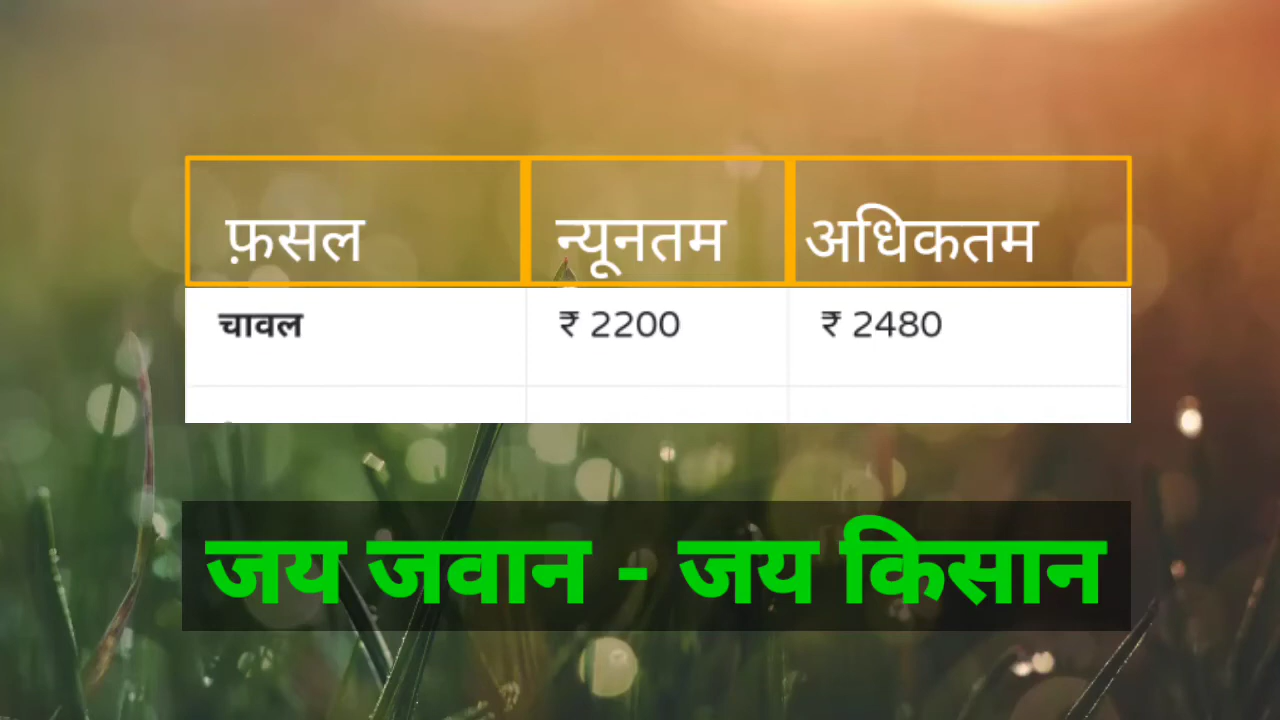 फ़सल न्यूनतम अधिकतम
चावल ₹ 2200 ₹ 2480
जय जवान - जय किसान